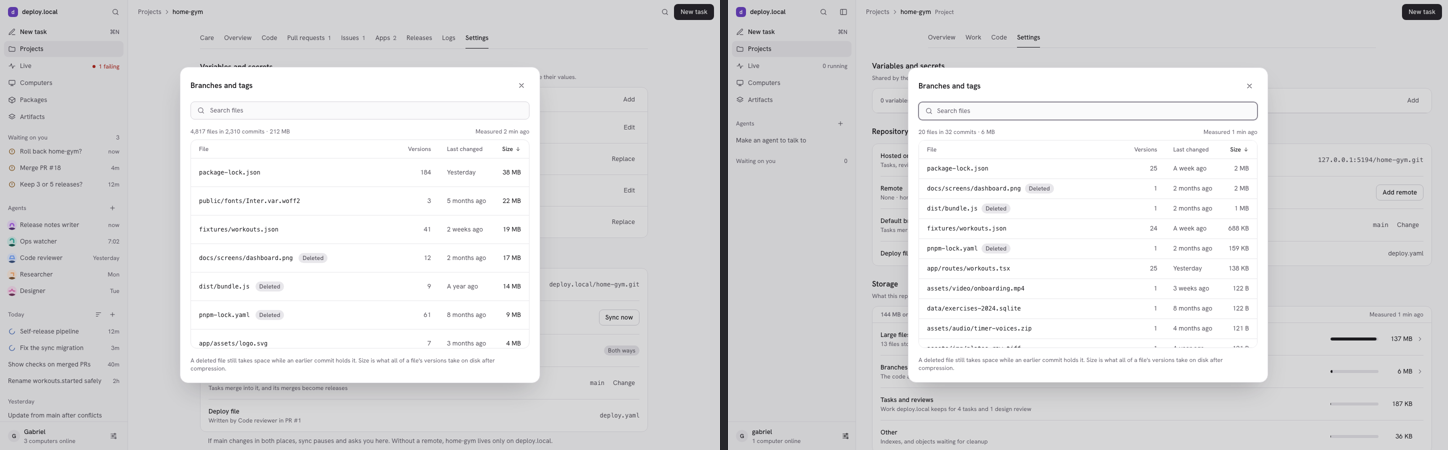 deploy.local
New task ⌘N
Projects
Live 1 failing
Computers
Packages
Artifacts
Waiting on you 3
Roll back home-gym? now
Merge PR #18 4m
Keep 3 or 5 releases? 12m
Agents
Release notes writer now
Ops watcher 7:02
Code reviewer Yesterday
Researcher Mon
Designer Tue
Today
Self-release pipeline 12m
Fix the sync migration 3m
Show checks on merged PRs 40m
Rename workouts.started safely 2h
Yesterday
Update from main after conflicts
G Gabriel
3 computers online
Projects > home-gym
New task
Care Overview Code Pull requests 1 Issues 1 Apps 2 Releases Logs Settings
Variables and secrets
their values.
Add
Edit
Replace
Edit
Replace
deploy.local/home-gym.git
Sync now
Both ways
Tasks merge into it, and its merges become releases main Change
Deploy file
Written by Code reviewer in PR #1 deploy.yaml
If main changes in both places, sync pauses and asks you here. Without a remote, home-gym lives only on deploy.local.
Branches and tags
Search files
4,817 files in 2,310 commits · 212 MB Measured 2 min ago
File Versions Last changed Size ↓
package-lock.json 184 Yesterday 38 MB
public/fonts/Inter.var.woff2 3 5 months ago 22 MB
fixtures/workouts.json 41 2 weeks ago 19 MB
docs/screens/dashboard.png Deleted 12 2 months ago 17 MB
dist/bundle.js Deleted 9 A year ago 14 MB
pnpm-lock.yaml Deleted 61 8 months ago 9 MB
app/assets/logo.svg 7 3 months ago 4 MB
A deleted file still takes space while an earlier commit holds it. Size is what all of a file's versions take on disk after
compression.
deploy.local
New task ⌘N
Projects
Live 0 running
Computers
Artifacts
Agents
Make an agent to talk to
Waiting on you 0
G gabriel
1 computer online
Projects > home-gym Project
New task
Overview Work Code Settings
Variables and secrets
Shared by th
0 variable Add
Repository
Hosted o
Tasks, revi 127.0.0.1:5194/home-gym.git
Remote
None · ho Add remote
Default b
Tasks mer main Change
Deploy fil deploy.yaml
Storage
What this rep
144 MB o Measured 1 min ago
Large file
13 files st 137 MB
Branches
The code 6 MB
Tasks and reviews
Work deploy.local keeps for 4 tasks and 1 design review 187 KB
Other
Indexes, and objects waiting for cleanup 36 KB
Branches and tags
Search files
20 files in 32 commits · 6 MB Measured 1 min ago
File Versions Last changed Size ↓
package-lock.json 25 A week ago 2 MB
docs/screens/dashboard.png Deleted 1 2 months ago 2 MB
dist/bundle.js Deleted 1 2 months ago 1 MB
fixtures/workouts.json 24 A week ago 688 KB
pnpm-lock.yaml Deleted 1 2 months ago 159 KB
app/routes/workouts.tsx 25 Yesterday 138 KB
assets/video/onboarding.mp4 1 3 weeks ago 122 B
data/exercises-2024.sqlite 1 8 months ago 122 B
assets/audio/timer-voices.zip 1 4 months ago 121 B
A deleted file still takes space while an earlier commit holds it. Size is what all of a file's versions take on disk after
compression.